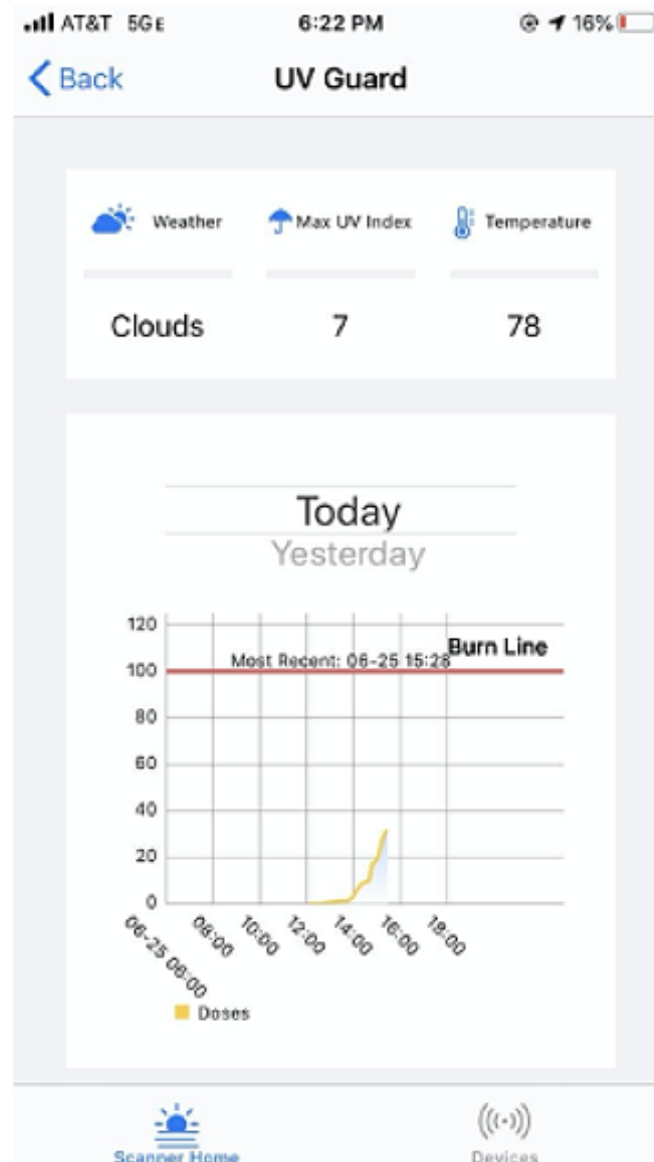 AT&T 5GE 6:22 PM 16%
Back UV Guard
Weather Max UV Index Temperature
Clouds 7 78
Today
Yesterday
120
Burn Line
Most Recent: 06-25 15:28
100
80
60
40
20
0
06-25 06:00 08:00 10:00 12:00 14:00 16:00 18:00
Doses
Scanner Home Devices